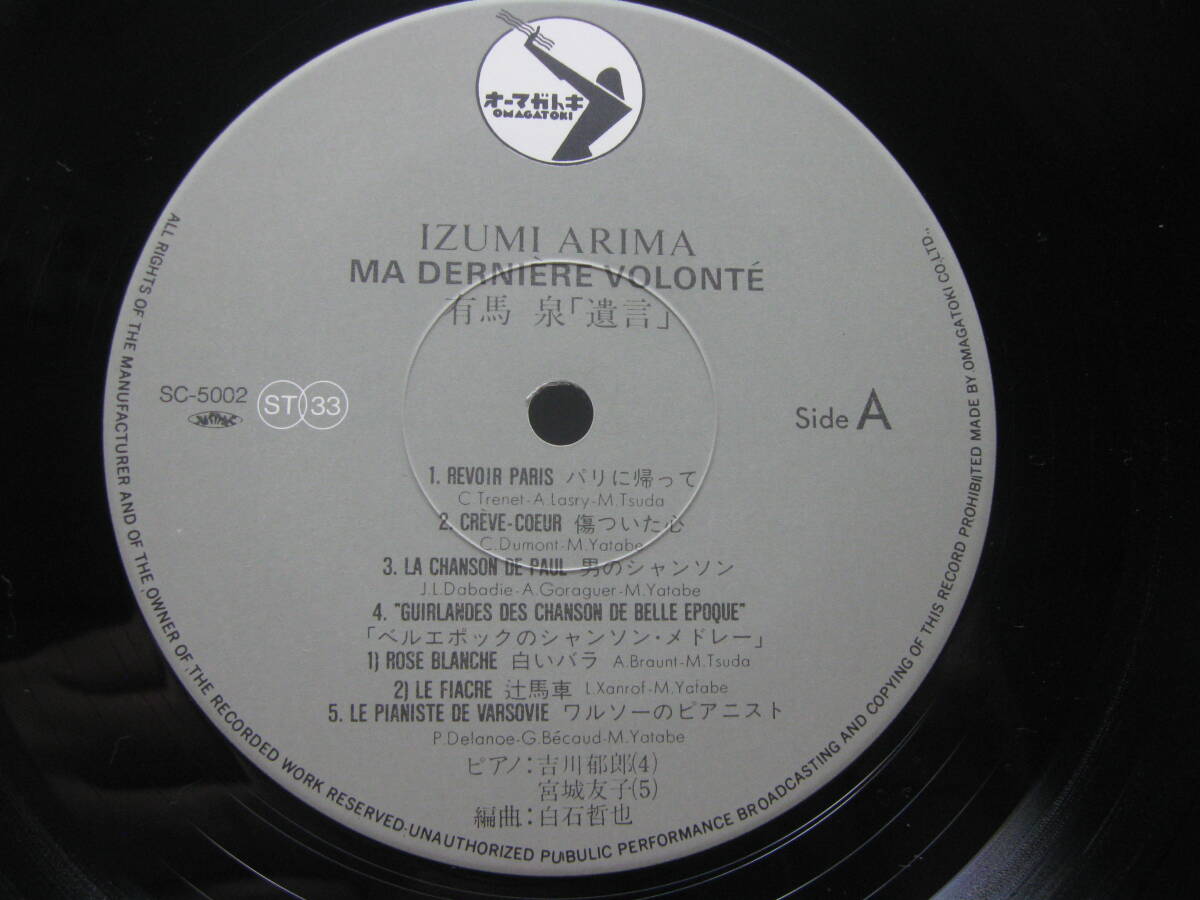 オーマガトキ
OMAGATOKI
IZUMI ARIMA
MA DERNIÈRE VOLONTÉ
有馬 泉「遺言」
SC-5002 ST 33
Side A
1. REVOIR PARIS パリに帰って
C.Trenet-A.Lasry-M.Tsuda
2. CRÈVE-COEUR 傷ついた心
C.Dumont-M.Yatabe
3. LA CHANSON DE PAUL 男のシャンソン
J.L.Dabadie-A.Goraguer-M.Yatabe
4. "GUIRLANDES DES CHANSON DE BELLE EPOQUE"
「ベルエポックのシャンソン・メドレー」
1) ROSE BLANCHE 白いバラ A.Braunt-M.Tsuda
2) LE FIACRE 辻馬車 L.Xanrof-M.Yatabe
5. LE PIANISTE DE VARSOVIE ワルソーのピアニスト
P.Delanoe-G.Bécaud-M.Yatabe
ピアノ:吉川郁郎(4)
宮城友子(5)
編曲:白石哲也
ALL RIGHTS OF THE MANUFACTURER AND OF THE OWNER OF THE RECORDED WORK RESERVED·UNAUTHORIZED PUIBULIC PERFORMANCE BROADCASTING AND COPYING OF THIS RECORD PROHIBITED MADE BY OMAGATOKI CO.LTD.,